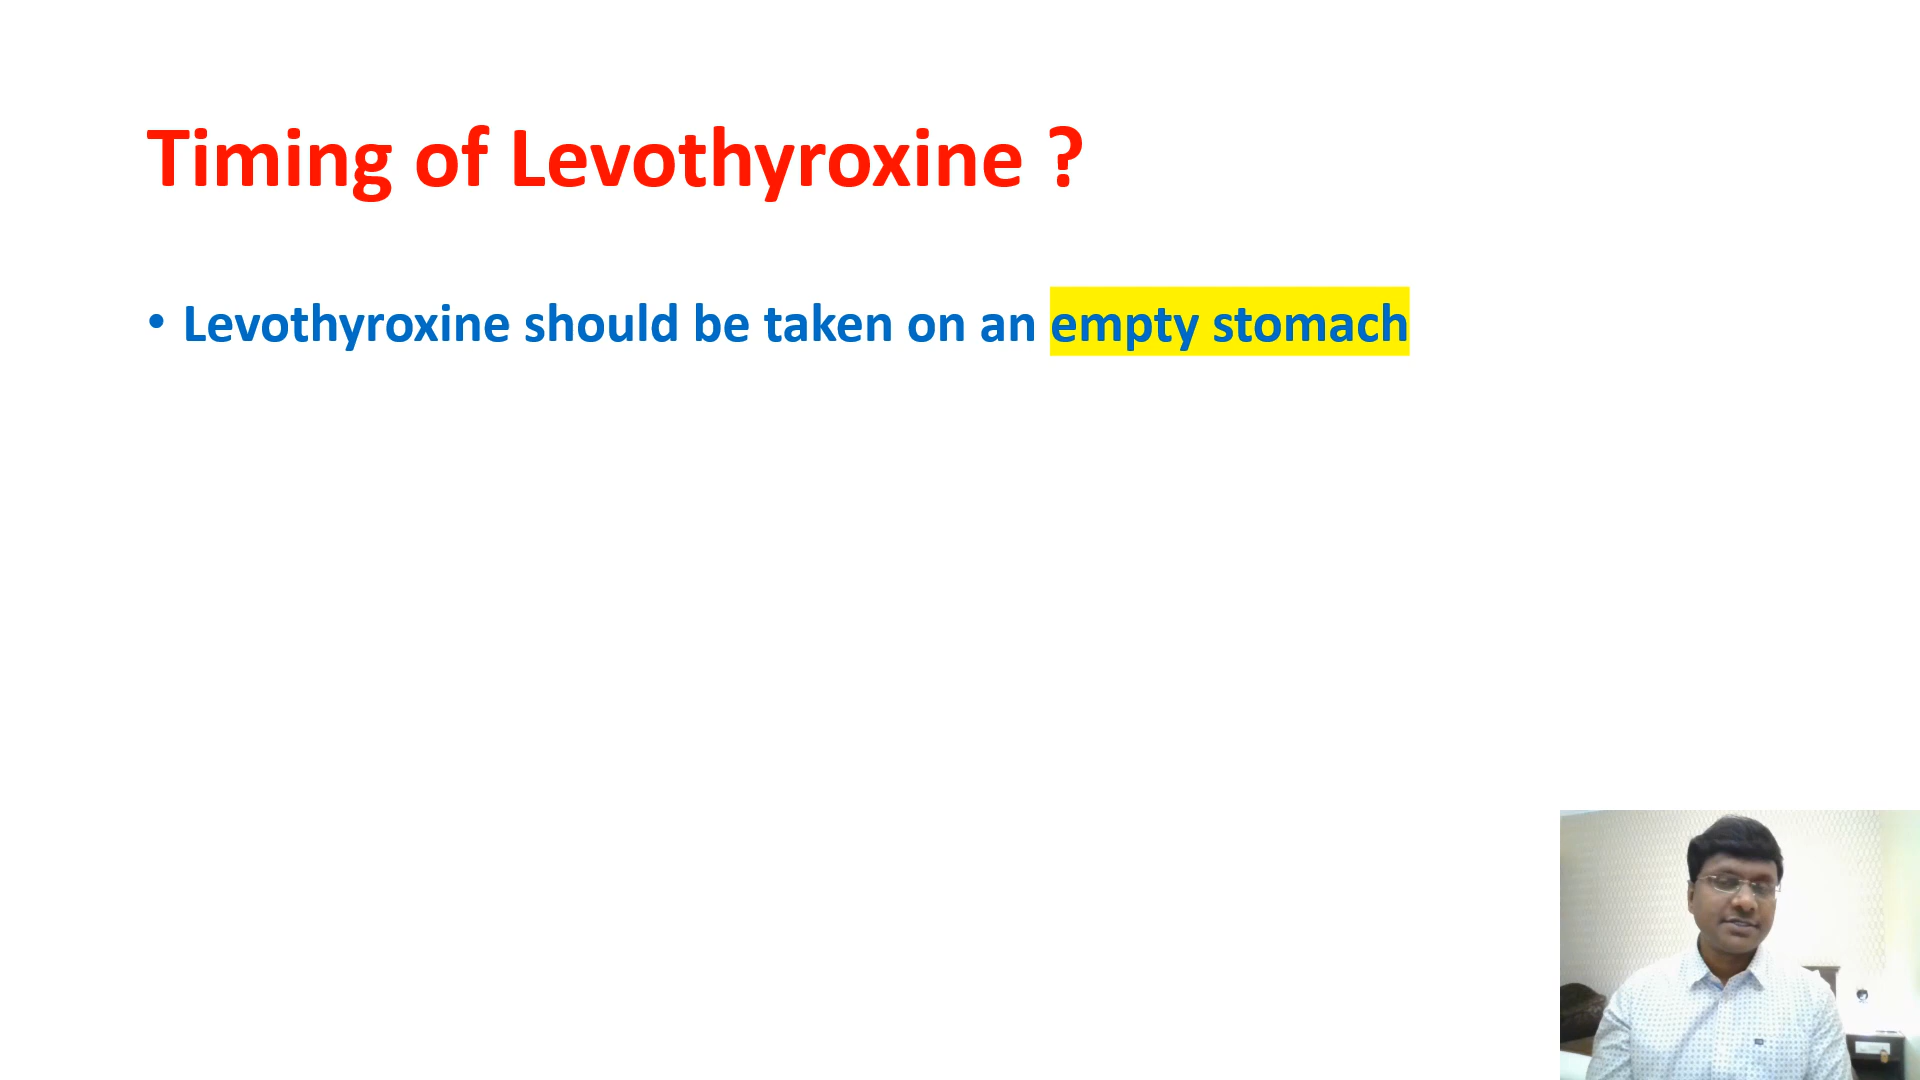 Timing of Levothyroxine ?
• Levothyroxine should be taken on an empty stomach